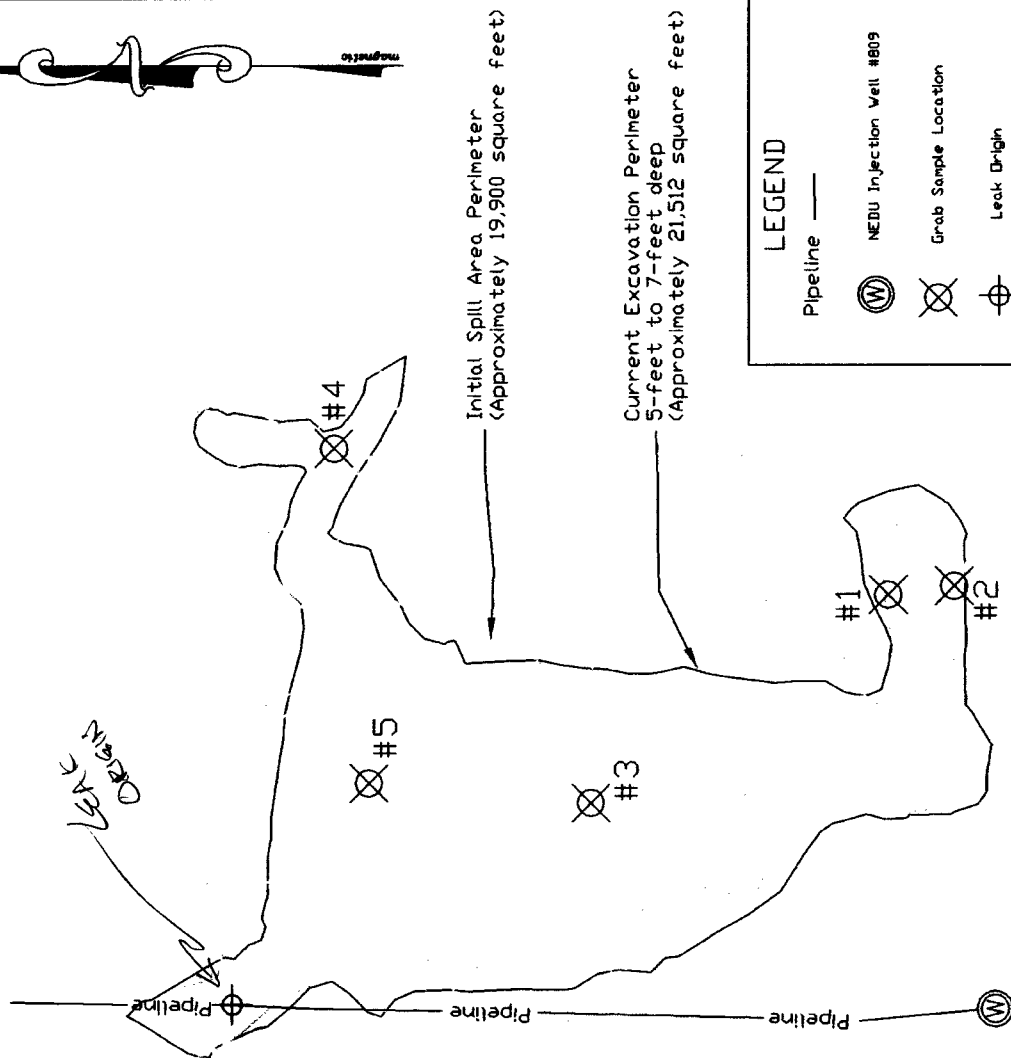 magnetic
Initial Spill Area Perimeter
(Approximately 19,900 square feet)
Current Excavation Perimeter
5-feet to 7-feet deep
(Approximately 21,512 square feet)
LEAK
ORIGIN
#4
#5
#3
#1
#2
Pipeline
Pipeline
Pipeline
W
LEGEND
Pipeline
W NEBU Injection Well #809
Grab Sample Location
Leak Origin